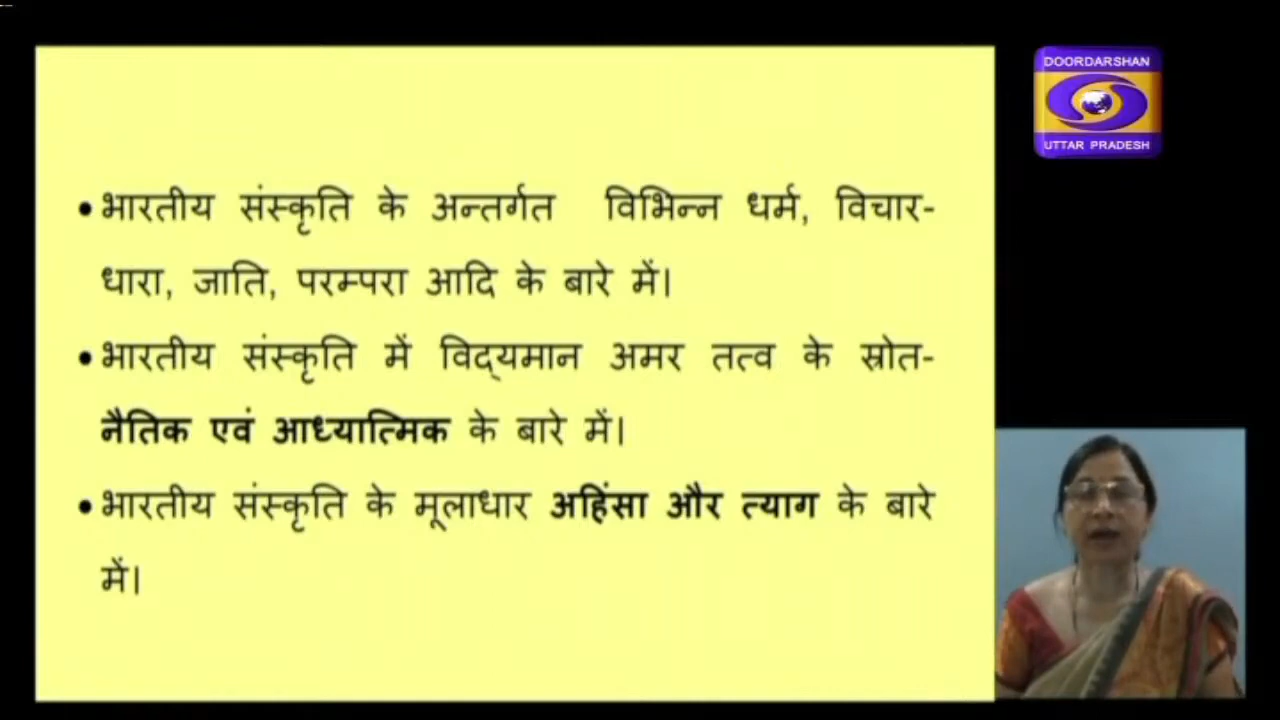 • भारतीय संस्कृति के अन्तर्गत विभिन्न धर्म, विचार-
धारा, जाति, परम्परा आदि के बारे में।
• भारतीय संस्कृति में विद्यमान अमर तत्व के स्रोत-
नैतिक एवं आध्यात्मिक के बारे में।
• भारतीय संस्कृति के मूलाधार अहिंसा और त्याग के बारे
में।
DOORDARSHAN
UTTAR PRADESH